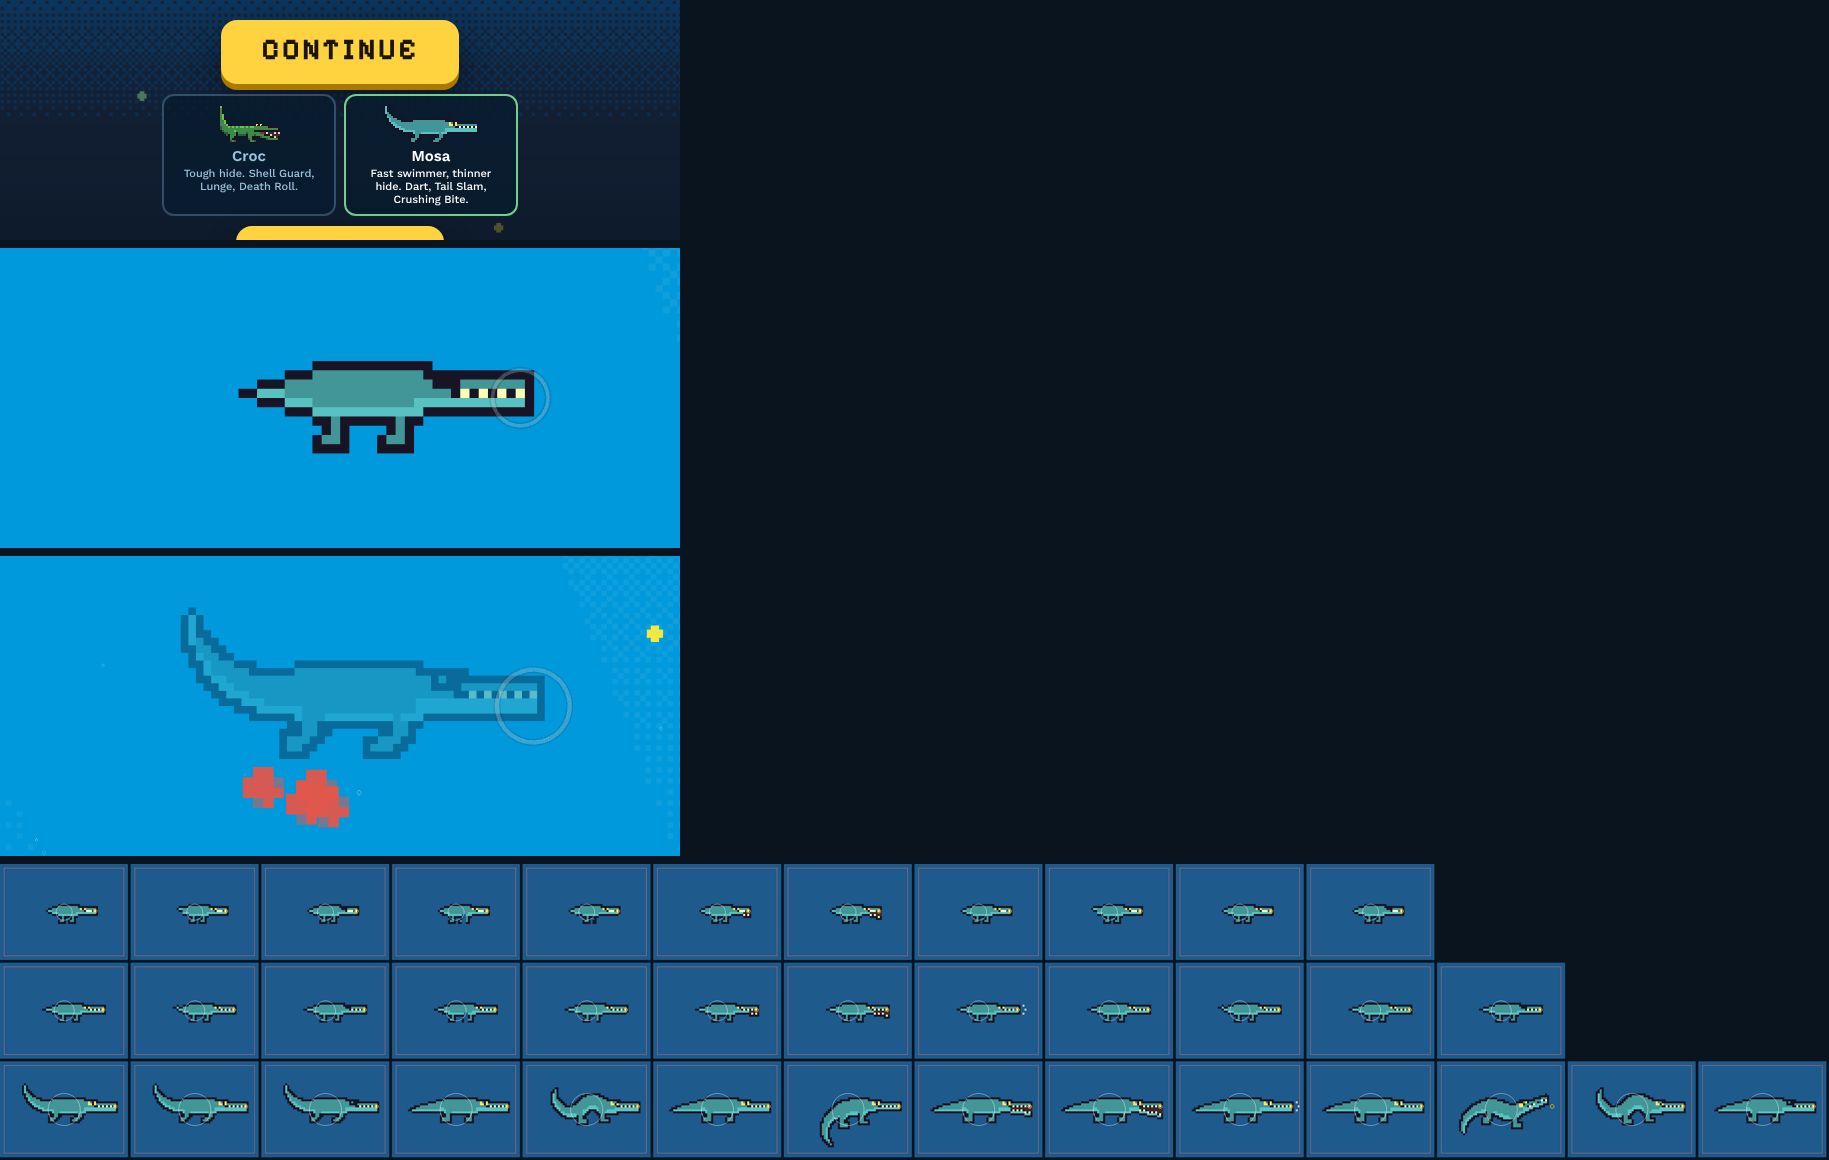 CONTINUE
Croc
Tough hide. Shell Guard,
Lunge, Death Roll.
Mosa
Fast swimmer, thinner
hide. Dart, Tail Slam,
Crushing Bite.